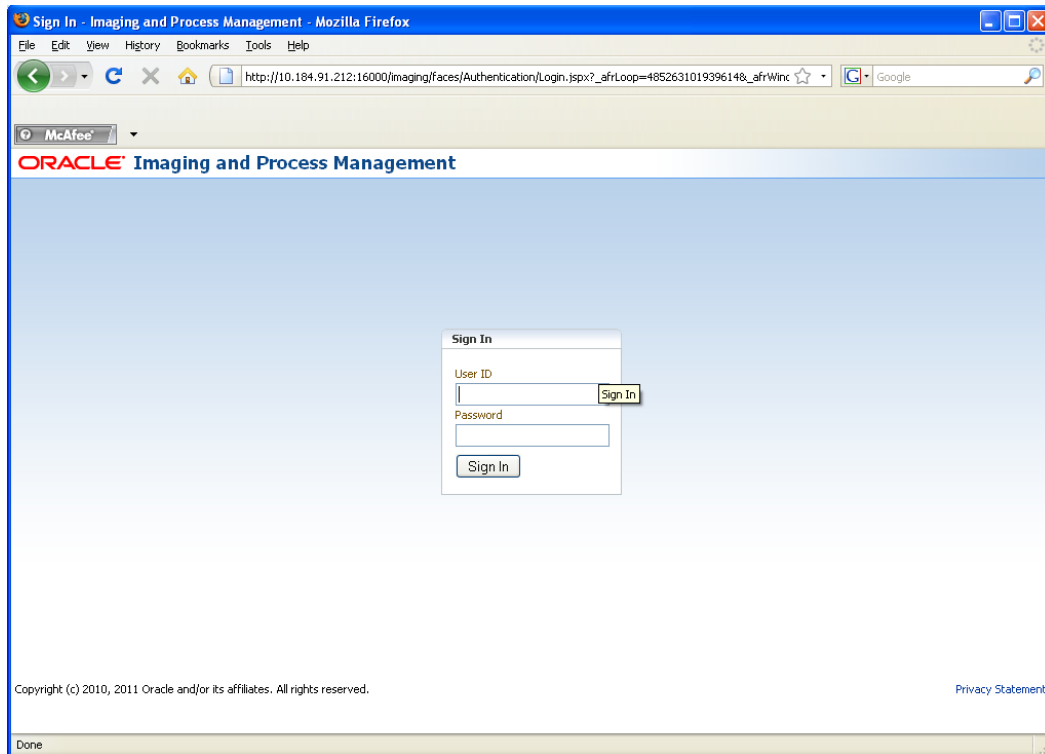 Sign In - Imaging and Process Management - Mozilla Firefox
File Edit View History Bookmarks Tools Help
http://10.184.91.212:16000/imaging/faces/Authentication/Login.jspx?_afrLoop=485263101939614&_afrWinc
G Google
McAfee
ORACLE Imaging and Process Management
Sign In
User ID
Sign In
Password
Sign In
Copyright (c) 2010, 2011 Oracle and/or its affiliates. All rights reserved. Privacy Statement
Done